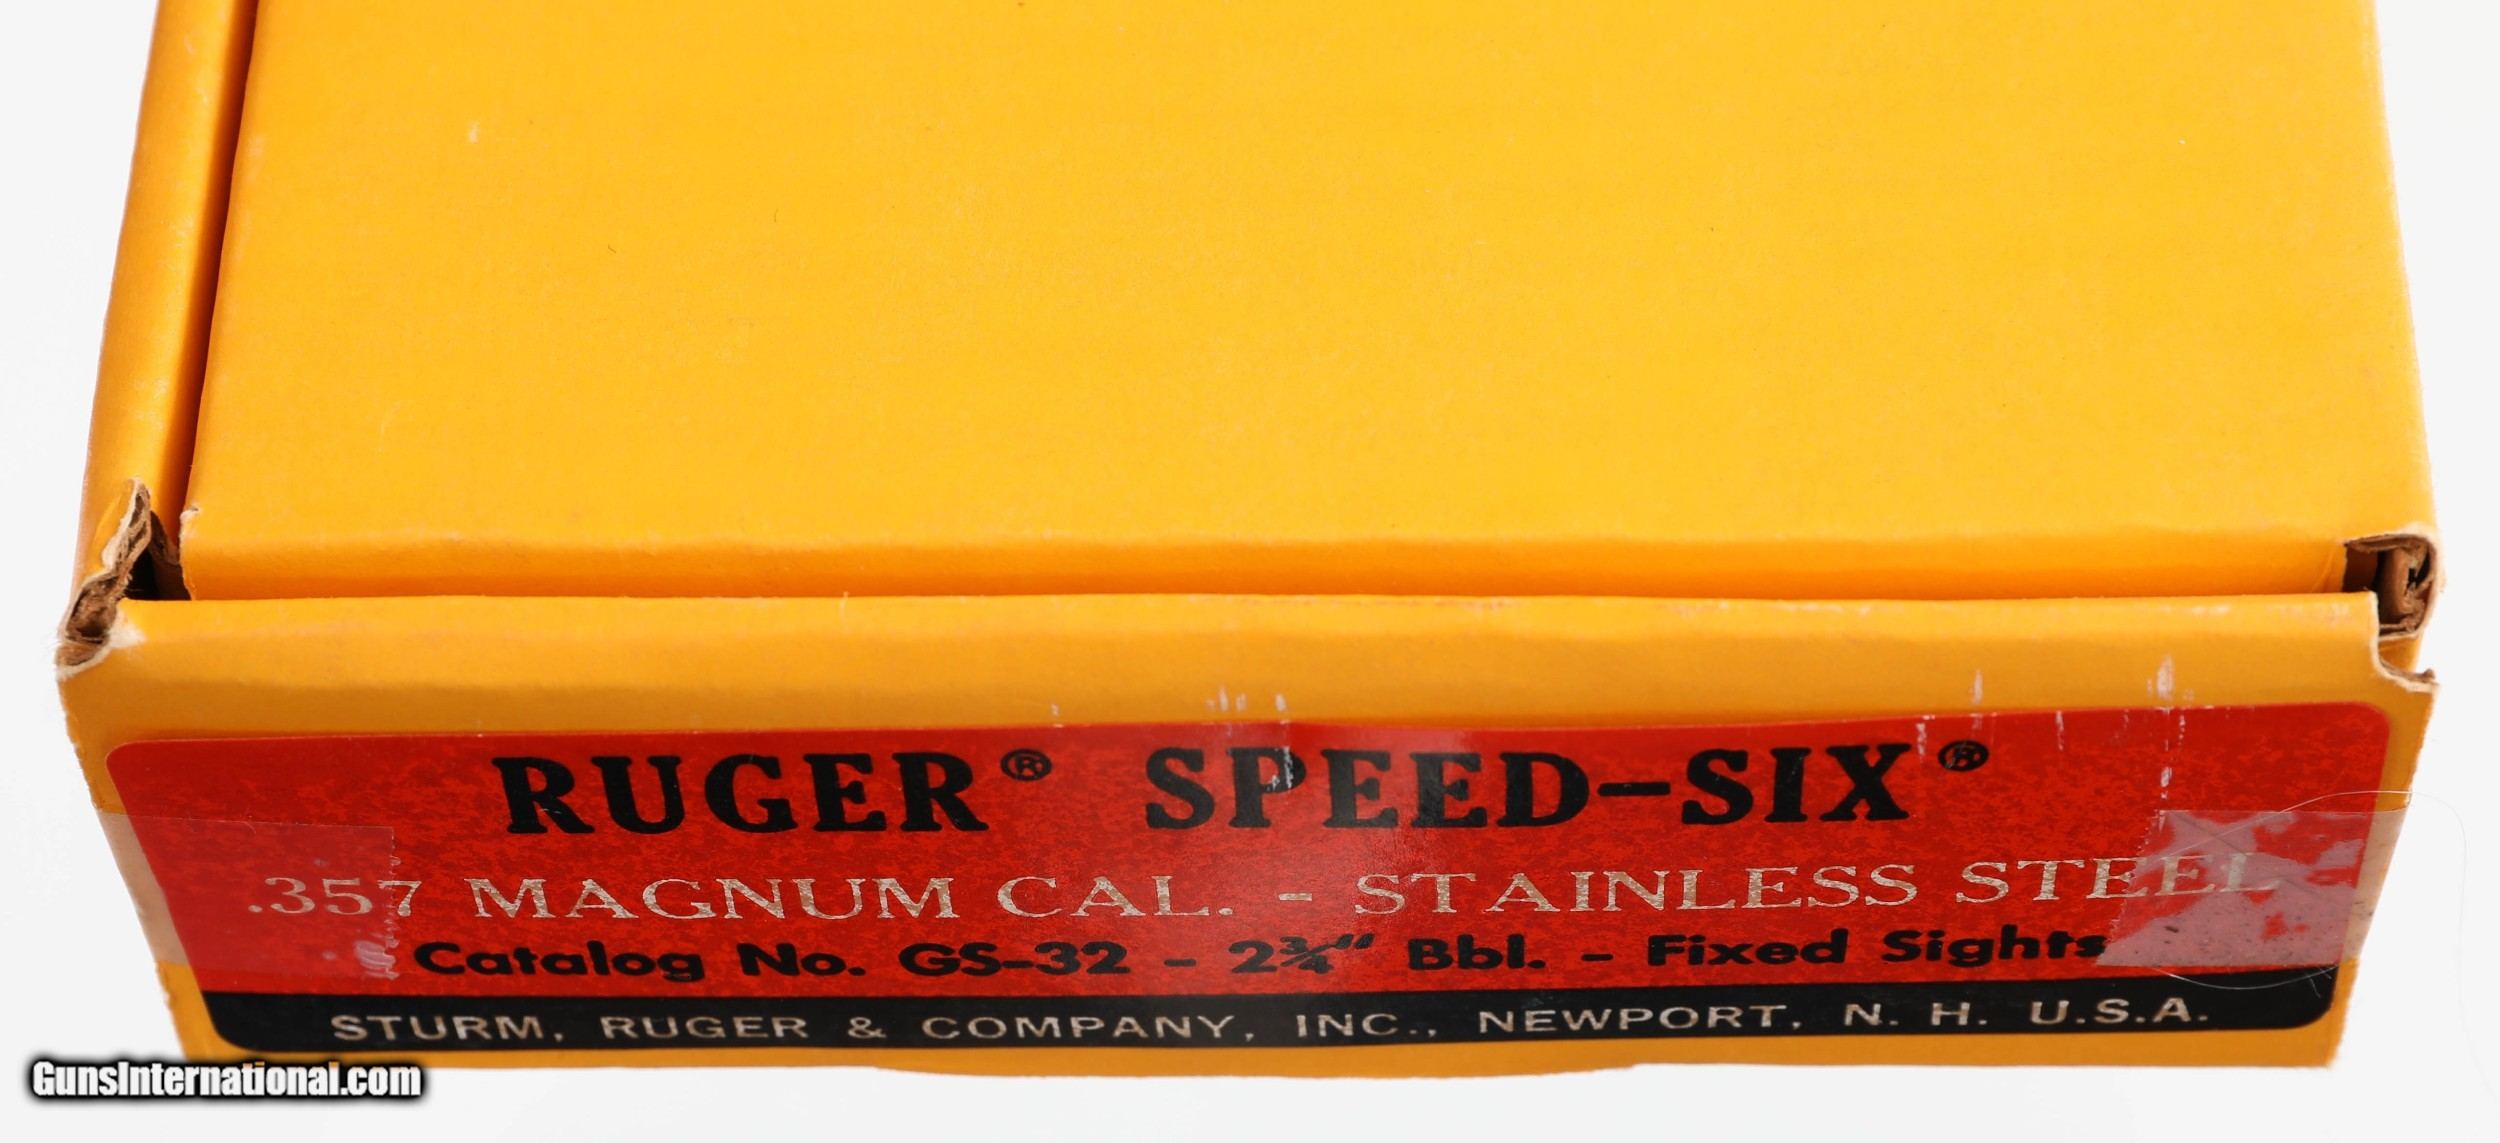 RUGER® SPEED-SIX®
.357 MAGNUM CAL. - STAINLESS STEEL
Catalog No. GS-32 - 2¾" Bbl. - Fixed Sights
STURM, RUGER & COMPANY, INC., NEWPORT, N. H. U.S.A.
GunsInternational.com